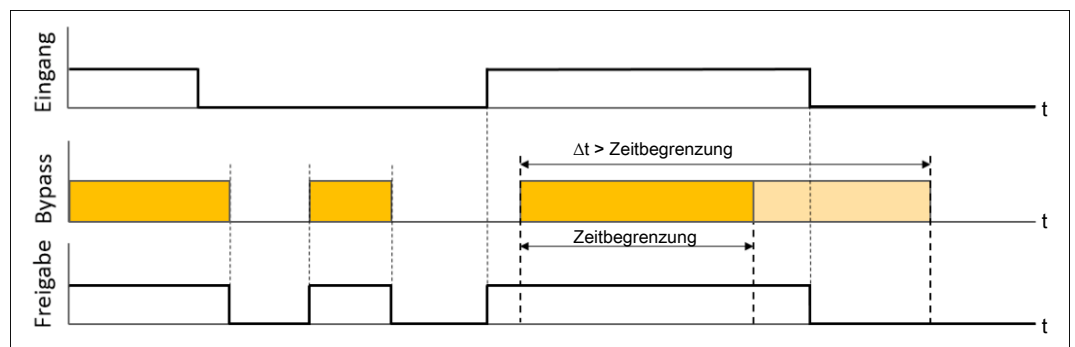 Eingang
t
Δt > Zeitbegrenzung
Bypass
t
Zeitbegrenzung
Freigabe
t